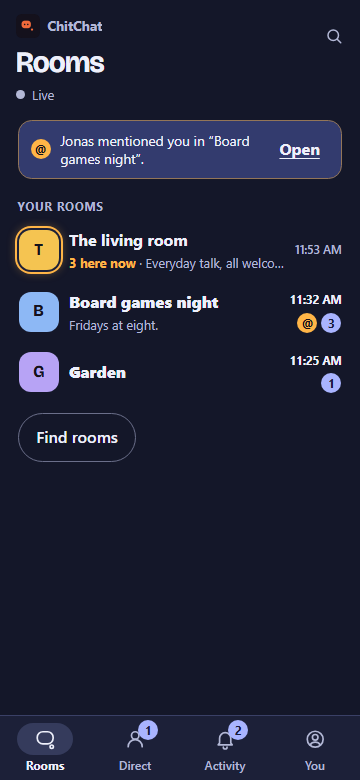 ChitChat
Rooms
Live
@ Jonas mentioned you in “Board games night”. Open
YOUR ROOMS
T The living room 11:53 AM
3 here now · Everyday talk, all welco...
B Board games night 11:32 AM
Fridays at eight. @ 3
G Garden 11:25 AM
1
Find rooms
1 2
Rooms Direct Activity You